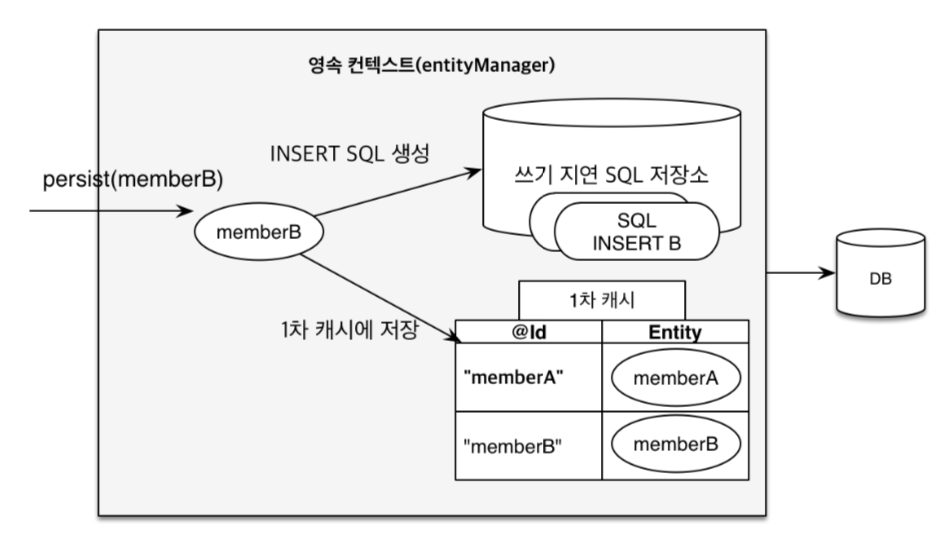 영속 컨텍스트(entityManager)
INSERT SQL 생성
persist(memberB)
쓰기 지연 SQL 저장소
memberB
SQL
INSERT B
DB
1차 캐시
1차 캐시에 저장
@Id Entity
"memberA" memberA
"memberB" memberB